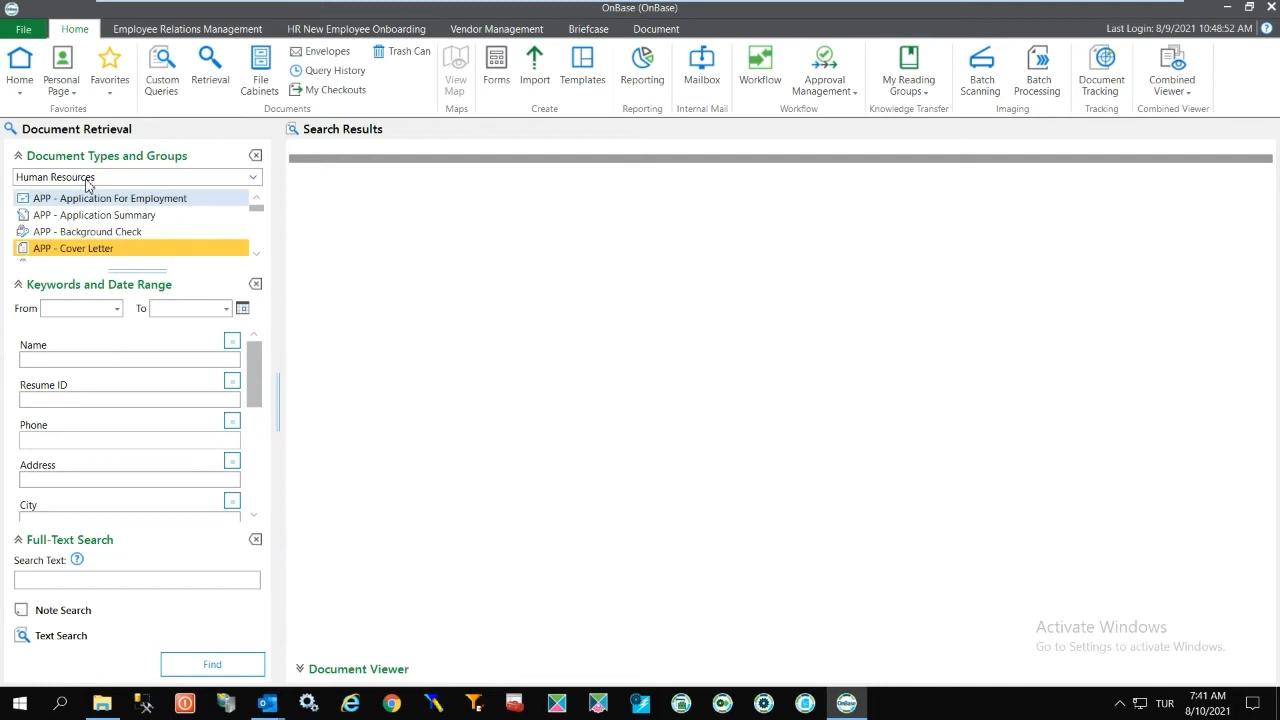 OnBase (OnBase)
File
Home
Employee Relations Management
HR New Employee Onboarding
Vendor Management
Briefcase
Document
Last Login: 8/9/2021 10:48:52 AM
Home
Personal Page
Favorites
Favorites
Custom Queries
Retrieval
File Cabinets
Envelopes
Query History
My Checkouts
Trash Can
Documents
View Map
Maps
Forms
Import
Templates
Create
Reporting
Reporting
Mailbox
Internal Mail
Workflow
Approval Management
Workflow
My Reading Groups
Knowledge Transfer
Batch Scanning
Batch Processing
Imaging
Document Tracking
Tracking
Combined Viewer
Combined Viewer
Document Retrieval
Document Types and Groups
Human Resources
APP - Application For Employment
APP - Application Summary
APP - Background Check
APP - Cover Letter
Keywords and Date Range
From
To
Name
Resume ID
Phone
Address
City
Full-Text Search
Search Text:
Note Search
Text Search
Find
Search Results
Activate Windows
Go to Settings to activate Windows.
Document Viewer
TUR
7:41 AM
8/10/2021